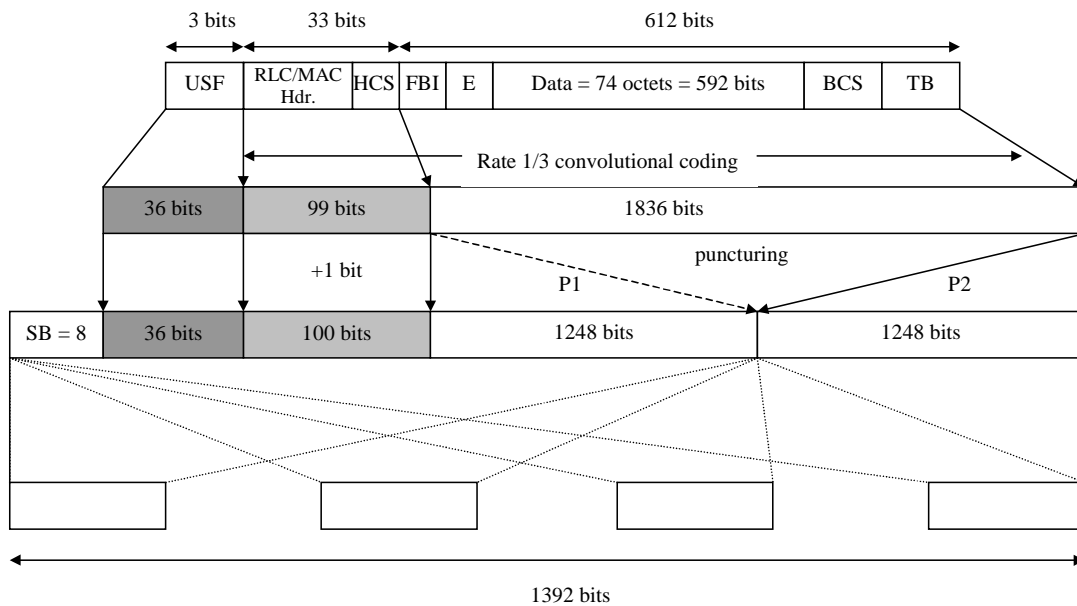 3 bits 33 bits 612 bits
USF RLC/MAC Hdr. HCS FBI E Data = 74 octets = 592 bits BCS TB
Rate 1/3 convolutional coding
36 bits 99 bits 1836 bits
+1 bit puncturing
P1 P2
SB = 8 36 bits 100 bits 1248 bits 1248 bits
1392 bits